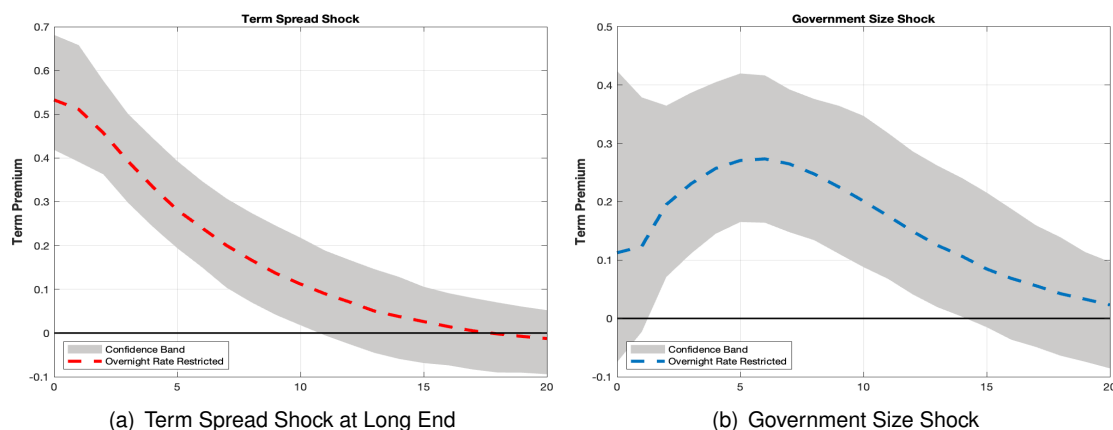 Term Spread Shock
Term Premium
0.7
0.6
0.5
0.4
0.3
0.2
0.1
0
-0.1
Confidence Band
Overnight Rate Restricted
0 5 10 15 20
(a) Term Spread Shock at Long End
Government Size Shock
Term Premium
0.5
0.4
0.3
0.2
0.1
0
-0.1
Confidence Band
Overnight Rate Restricted
0 5 10 15 20
(b) Government Size Shock